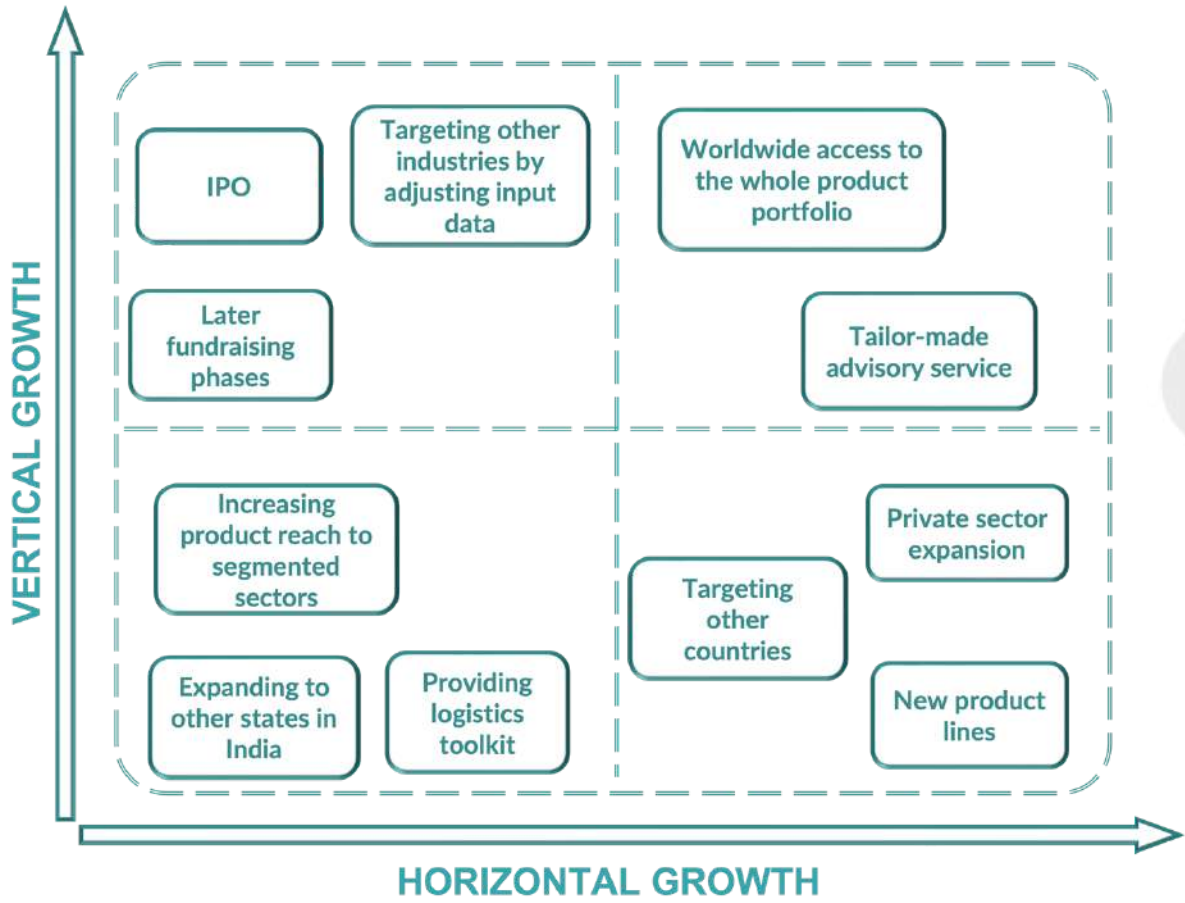 VERTICAL GROWTH
IPO
Targeting other
industries by
adjusting input
data
Worldwide access to
the whole product
portfolio
Later
fundraising
phases
Tailor-made
advisory service
Increasing
product reach to
segmented
sectors
Private sector
expansion
Targeting
other
countries
Expanding to
other states in
India
Providing
logistics
toolkit
New product
lines
HORIZONTAL GROWTH